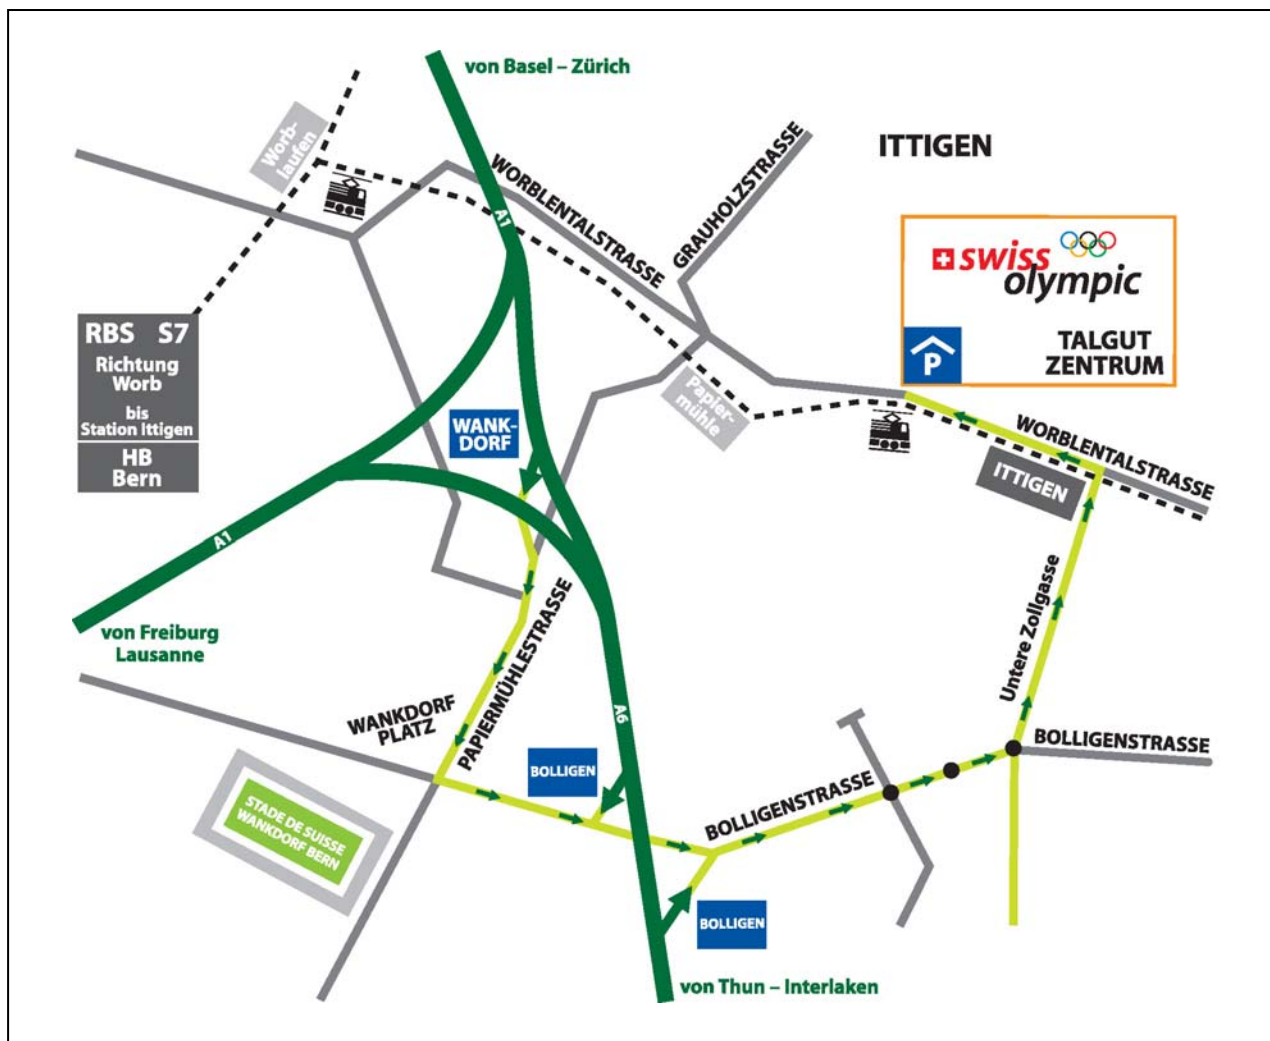 von Basel – Zürich
ITTIGEN
Worb-
laufen
A1
WORBLENTALSTRASSE
GRAUHOLZSTRASSE
swiss
olympic
P
TALGUT
ZENTRUM
RBS S7
Richtung
Worb
bis
Station Ittigen
HB
Bern
WANK-
DORF
Papier-
mühle
WORBLENTALSTRASSE
ITTIGEN
A1
von Freiburg
Lausanne
PAPIERMÜHLESTRASSE
Untere Zollgasse
WANKDORF
PLATZ
A6
BOLLIGENSTRASSE
BOLLIGEN
BOLLIGENSTRASSE
STADE DE SUISSE
WANKDORF BERN
BOLLIGEN
von Thun – Interlaken